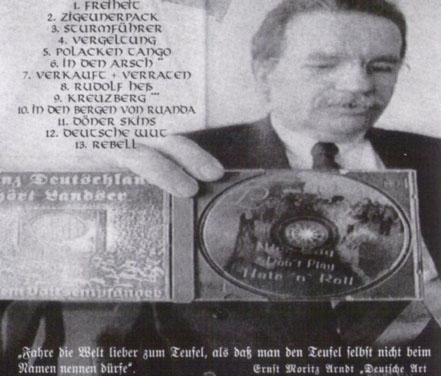 1. FREIHEIT
2. ZIGEUNERPACK
3. STURMFÜHRER
4. VERGELTUNG
5. POLACKEN TANGO
6. IN DEN ARSCH **
7. VERKAUFT + VERRATEN
8. RUDOLF HEß
9. KREUZBERG ***
10. IN DEN BERGEN VON RUANDA
11. DÖNER SKINS
12. DEUTSCHE WUT
13. REBELL
nz Deutschland
ört Landser
Don't Play
Hate 'n' Roll
„Fahre die Welt lieber zum Teufel, als daß man den Teufel selbst nicht beim
Namen nennen dürfe".
Ernst Moritz Arndt „Deutsche Art